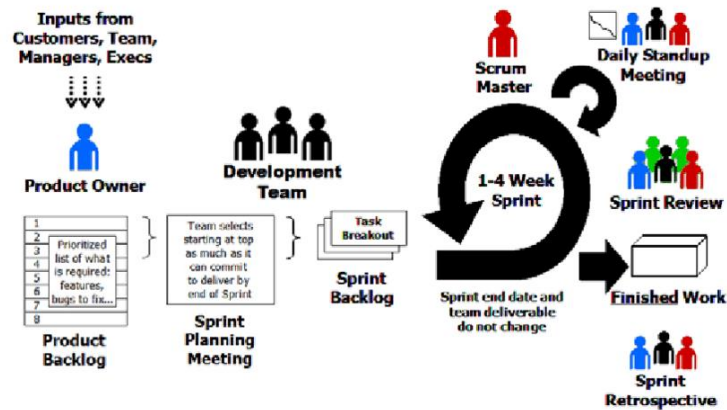 Inputs from
Customers, Team,
Managers, Execs
Product Owner
Development
Team
Scrum
Master
Daily Standup
Meeting
1-4 Week
Sprint
Sprint Review
1
2
3
4
5
6
7
8
Prioritized
list of what
is required:
features,
bugs to fix...
Product
Backlog
Team selects
starting at top
as much as it
can commit
to deliver by
end of Sprint
Sprint
Planning
Meeting
Task
Breakout
Sprint
Backlog
Sprint end date and
team deliverable
do not change
Finished Work
Sprint
Retrospective